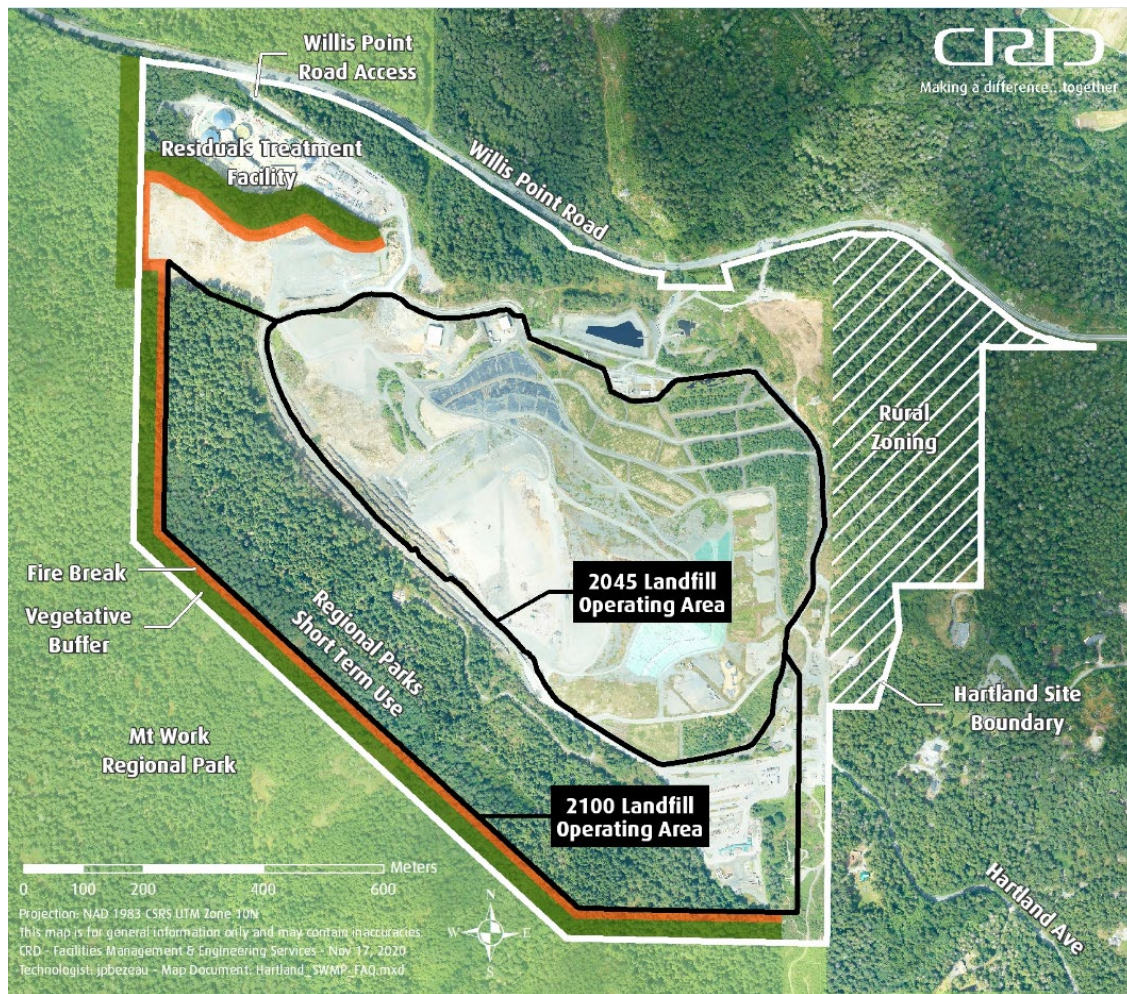 Willis Point
Road Access
CRD
Making a difference...together
Residuals Treatment
Facility
Willis Point Road
Rural
Zoning
Fire Break
Vegetative
Buffer
2045 Landfill
Operating Area
Regional Parks
Short Term Use
Hartland Site
Boundary
Mt Work
Regional Park
2100 Landfill
Operating Area
Meters
0 100 200 400 600
Hartland Ave
N
W E
S
Projection: NAD 1983 CSRS UTM Zone 10N
This map is for general information only and may contain inaccuracies.
CRD - Facilities Management & Engineering Services - Nov 17, 2020
Technologist: jpbezeau - Map Document: Hartland_SWMP-FAQ.mxd